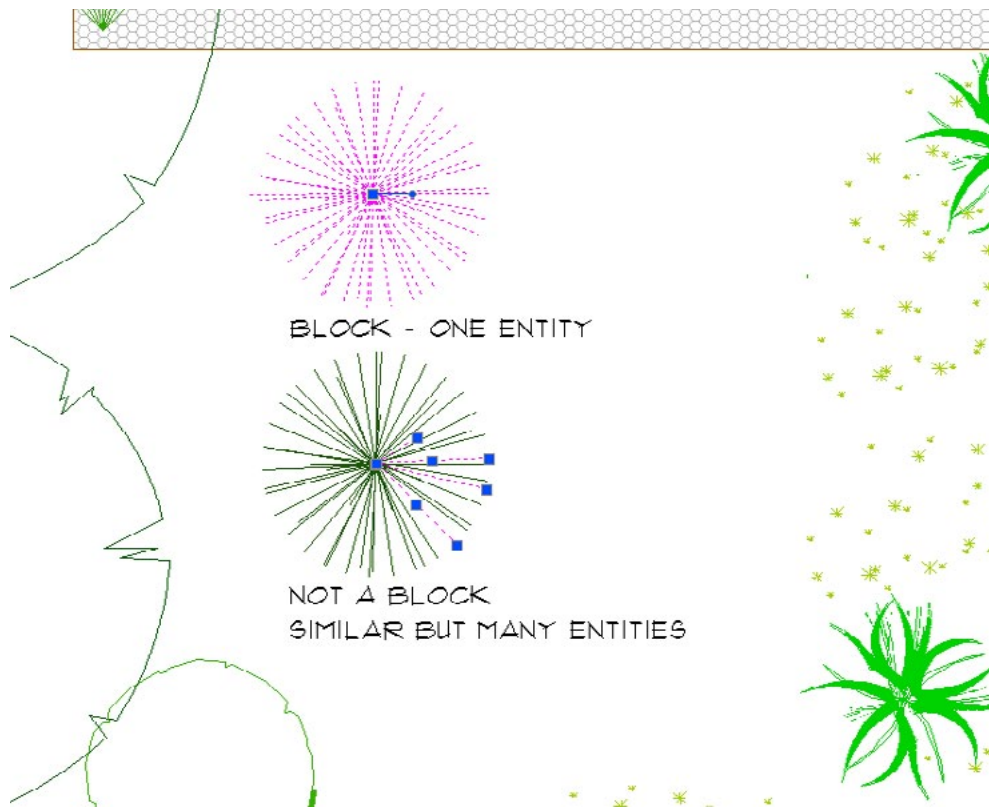 BLOCK - ONE ENTITY
NOT A BLOCK
SIMILAR BUT MANY ENTITIES